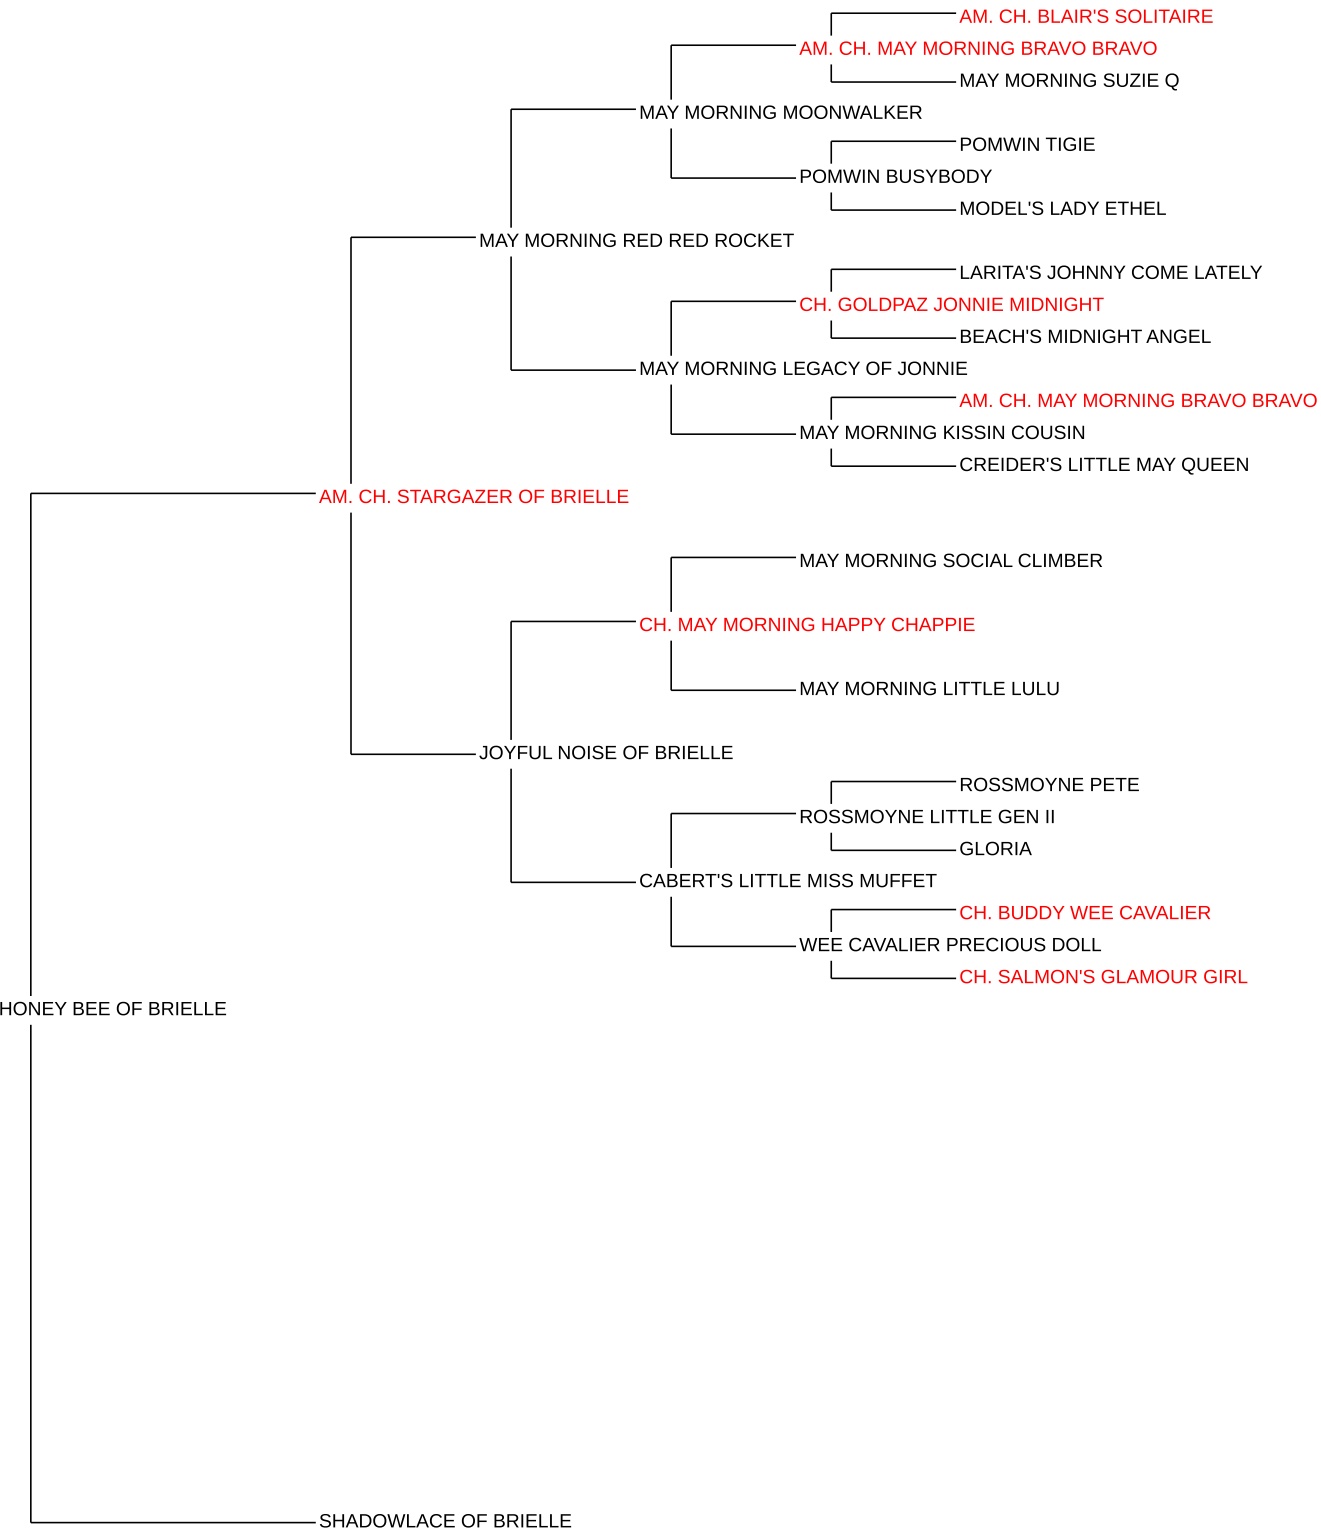 AM. CH. BLAIR'S SOLITAIRE
AM. CH. MAY MORNING BRAVO BRAVO
MAY MORNING SUZIE Q
MAY MORNING MOONWALKER
POMWIN TIGIE
POMWIN BUSYBODY
MODEL'S LADY ETHEL
MAY MORNING RED RED ROCKET
LARITA'S JOHNNY COME LATELY
CH. GOLDPAZ JONNIE MIDNIGHT
BEACH'S MIDNIGHT ANGEL
MAY MORNING LEGACY OF JONNIE
AM. CH. MAY MORNING BRAVO BRAVO
MAY MORNING KISSIN COUSIN
CREIDER'S LITTLE MAY QUEEN
AM. CH. STARGAZER OF BRIELLE
MAY MORNING SOCIAL CLIMBER
CH. MAY MORNING HAPPY CHAPPIE
MAY MORNING LITTLE LULU
JOYFUL NOISE OF BRIELLE
ROSSMOYNE PETE
ROSSMOYNE LITTLE GEN II
GLORIA
CABERT'S LITTLE MISS MUFFET
CH. BUDDY WEE CAVALIER
WEE CAVALIER PRECIOUS DOLL
CH. SALMON'S GLAMOUR GIRL
HONEY BEE OF BRIELLE
SHADOWLACE OF BRIELLE